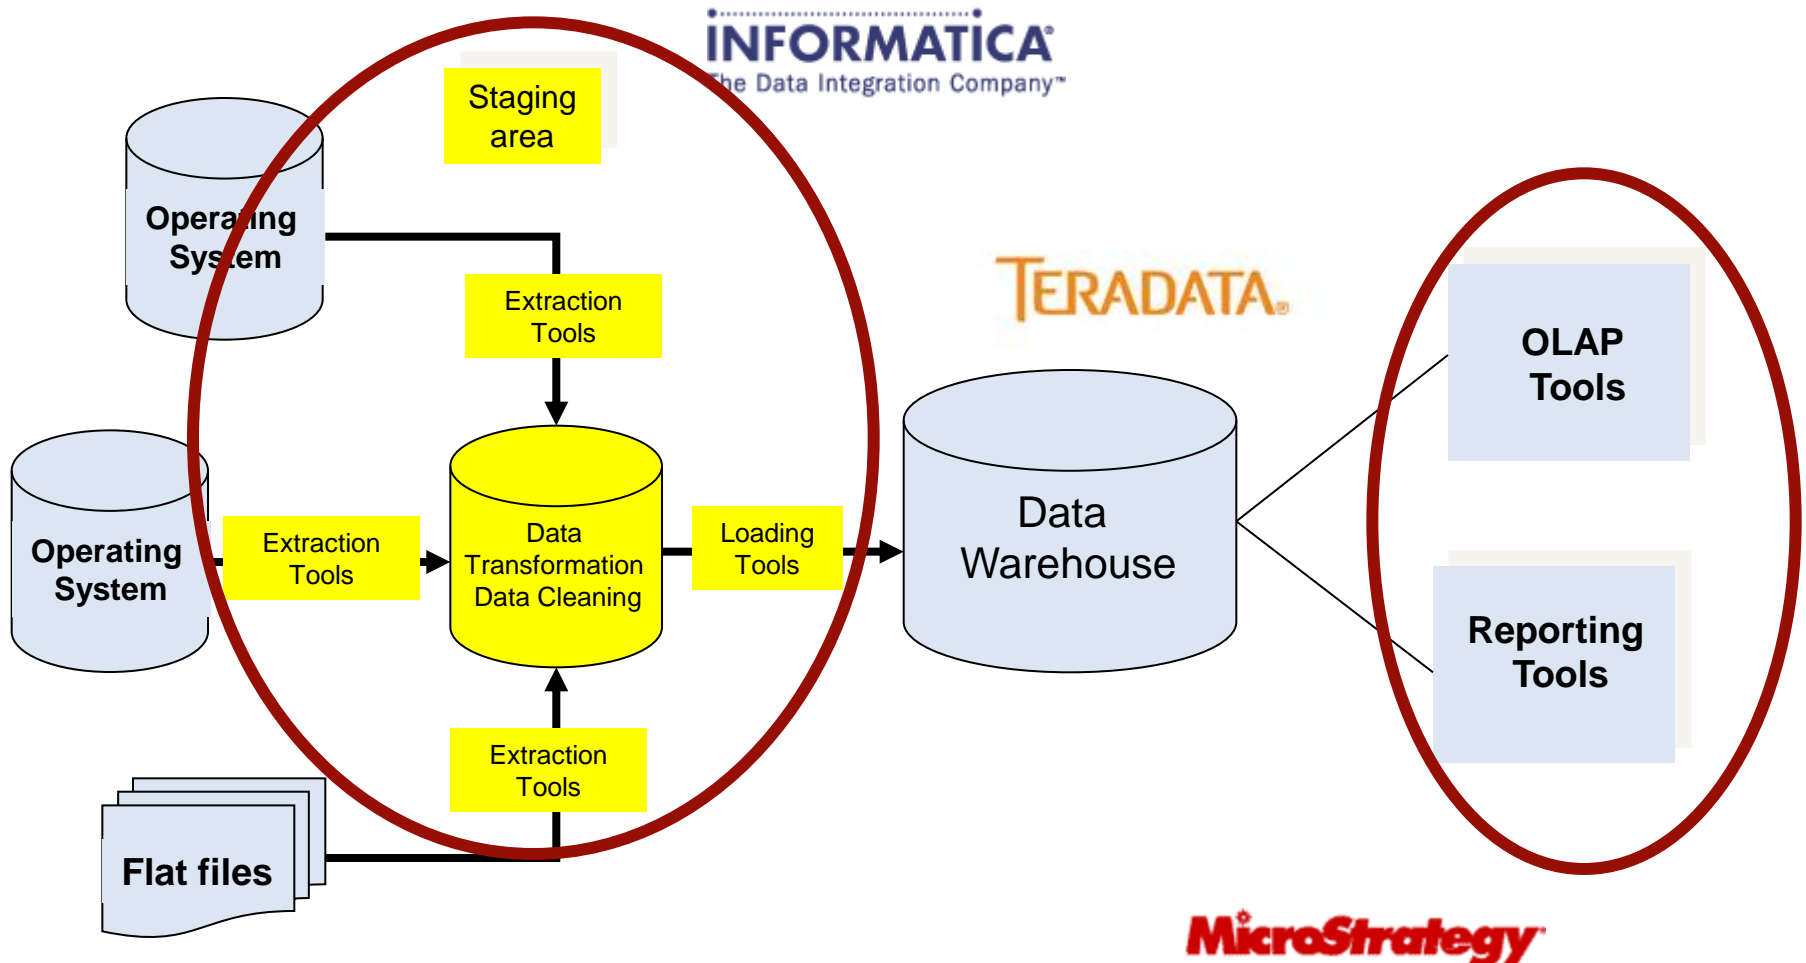 INFORMATICA®
The Data Integration Company™
Staging
area
Operating
System
Extraction
Tools
TERADATA®
OLAP
Tools
Operating
System
Extraction
Tools
Data
Transformation
Data Cleaning
Loading
Tools
Data
Warehouse
Reporting
Tools
Extraction
Tools
Flat files
MicroStrategy